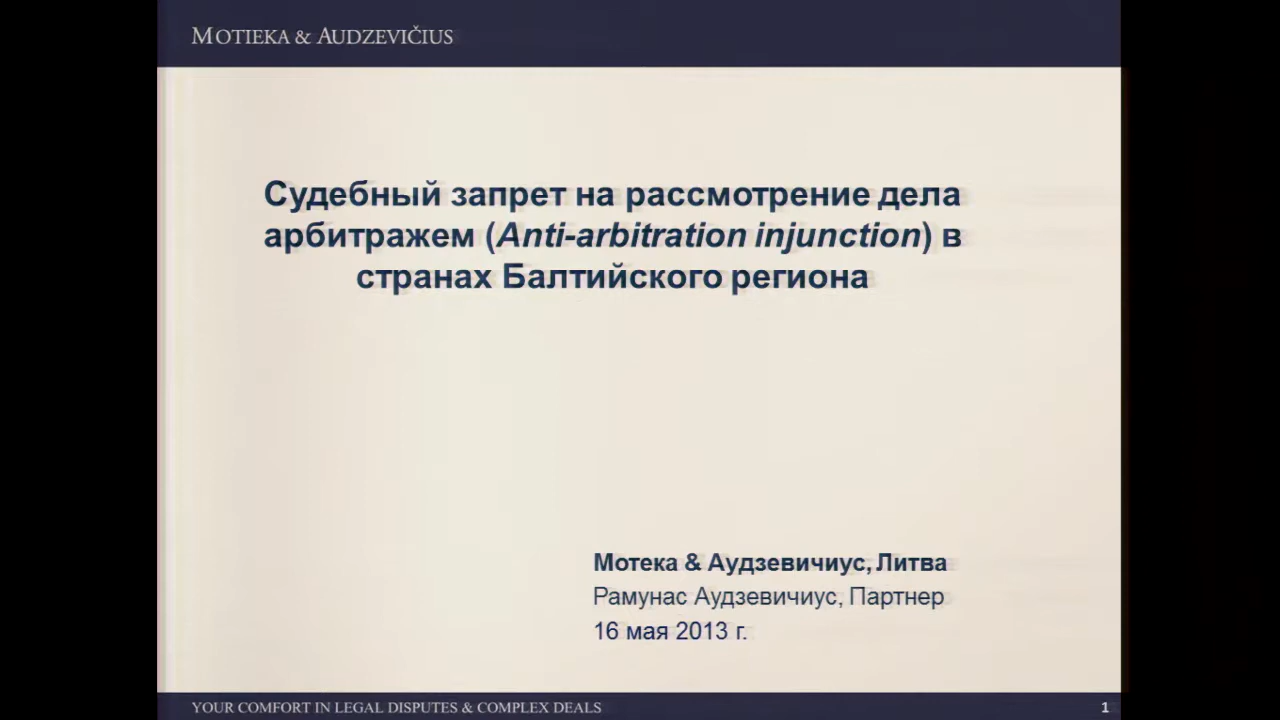 MOTIEKA & AUDZEVIČIUS
Судебный запрет на рассмотрение дела
арбитражем (Anti-arbitration injunction) в
странах Балтийского региона
Мотека & Аудзевичиус, Литва
Рамунас Аудзевичиус, Партнер
16 мая 2013 г.
YOUR COMFORT IN LEGAL DISPUTES & COMPLEX DEALS 1